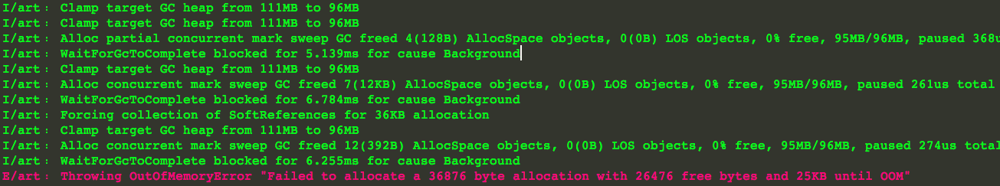 I/art: Clamp target GC heap from 111MB to 96MB
I/art: Clamp target GC heap from 111MB to 96MB
I/art: Alloc partial concurrent mark sweep GC freed 4(128B) AllocSpace objects, 0(0B) LOS objects, 0% free, 95MB/96MB, paused 368u
I/art: WaitForGcToComplete blocked for 5.139ms for cause Background
I/art: Clamp target GC heap from 111MB to 96MB
I/art: Alloc concurrent mark sweep GC freed 7(12KB) AllocSpace objects, 0(0B) LOS objects, 0% free, 95MB/96MB, paused 261us total
I/art: WaitForGcToComplete blocked for 6.784ms for cause Background
I/art: Forcing collection of SoftReferences for 36KB allocation
I/art: Clamp target GC heap from 111MB to 96MB
I/art: Alloc concurrent mark sweep GC freed 12(392B) AllocSpace objects, 0(0B) LOS objects, 0% free, 95MB/96MB, paused 274us total
I/art: WaitForGcToComplete blocked for 6.255ms for cause Background
E/art: Throwing OutOfMemoryError "Failed to allocate a 36876 byte allocation with 26476 free bytes and 25KB until OOM"